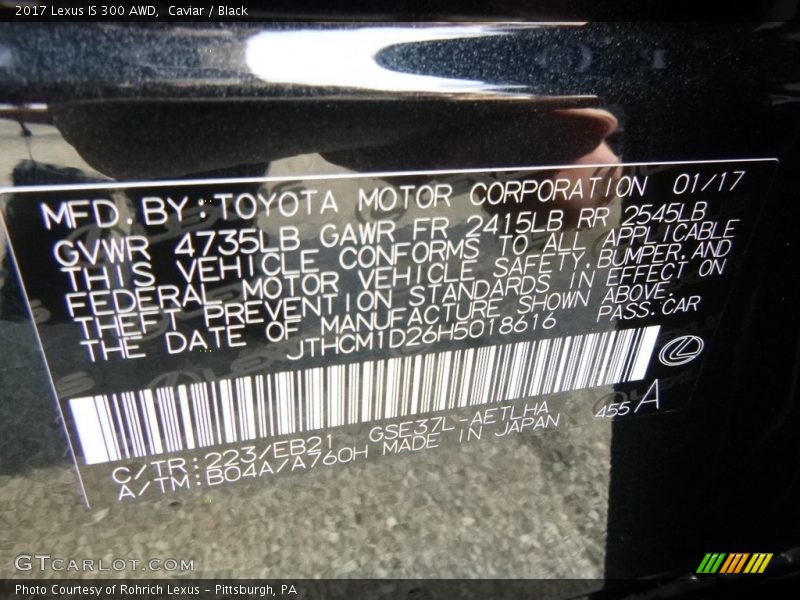 2017 Lexus IS 300 AWD,  Caviar / Black
MFD. BY: TOYOTA MOTOR CORPORATION 01/17
GVWR 4735LB GAWR FR 2415LB RR 2545LB
THIS VEHICLE CONFORMS TO ALL APPLICABLE
FEDERAL MOTOR VEHICLE SAFETY, BUMPER, AND
THEFT PREVENTION STANDARDS IN EFFECT ON
THE DATE OF MANUFACTURE SHOWN ABOVE.
JTHCM1D26H5018616 PASS. CAR
C/TR: 223/EB21 GSE37L-AETLHA 455 A
A/TM: B04A/A760H MADE IN JAPAN
GTCARLOT.COM
Photo Courtesy of Rohrich Lexus - Pittsburgh, PA